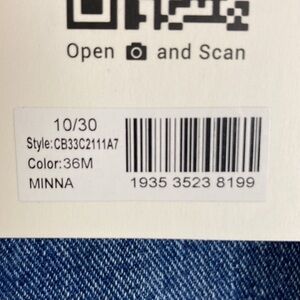 Open and Scan
10/30
Style:CB33C2111A7
Color:36M
MINNA
1935 3523 8199